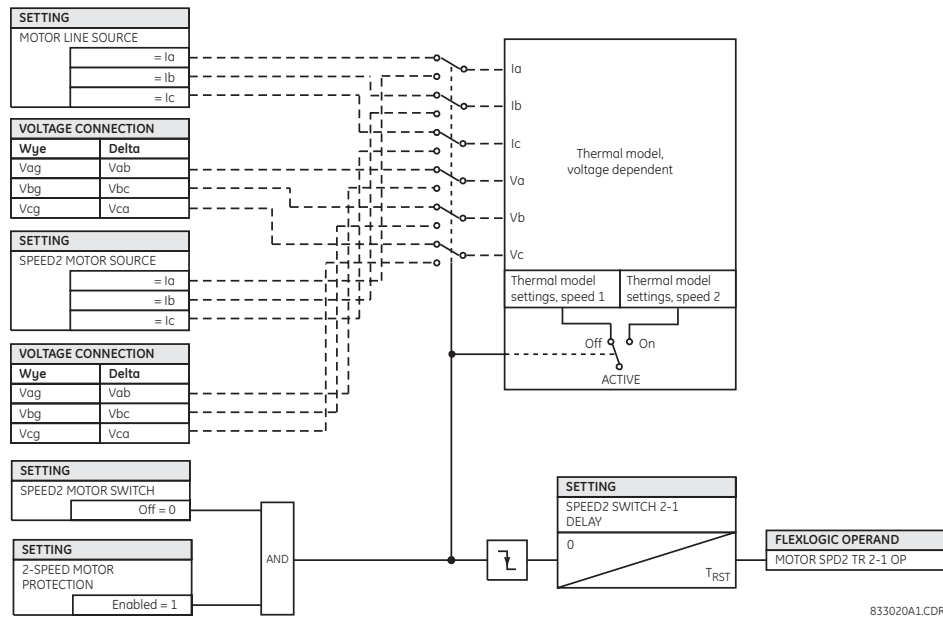 SETTING
MOTOR LINE SOURCE
= Ia
= Ib
= Ic
VOLTAGE CONNECTION
Wye Delta
Vag Vab
Vbg Vbc
Vcg Vca
SETTING
SPEED2 MOTOR SOURCE
= Ia
= Ib
= Ic
VOLTAGE CONNECTION
Wye Delta
Vag Vab
Vbg Vbc
Vcg Vca
SETTING
SPEED2 MOTOR SWITCH
Off = 0
SETTING
2-SPEED MOTOR
PROTECTION
Enabled = 1
AND
Ia
Ib
Ic
Va
Vb
Vc
Thermal model,
voltage dependent
Thermal model
settings, speed 1
Thermal model
settings, speed 2
Off On
ACTIVE
SETTING
SPEED2 SWITCH 2-1
DELAY
0
TRST
FLEXLOGIC OPERAND
MOTOR SPD2 TR 2-1 OP
833020A1.CDR